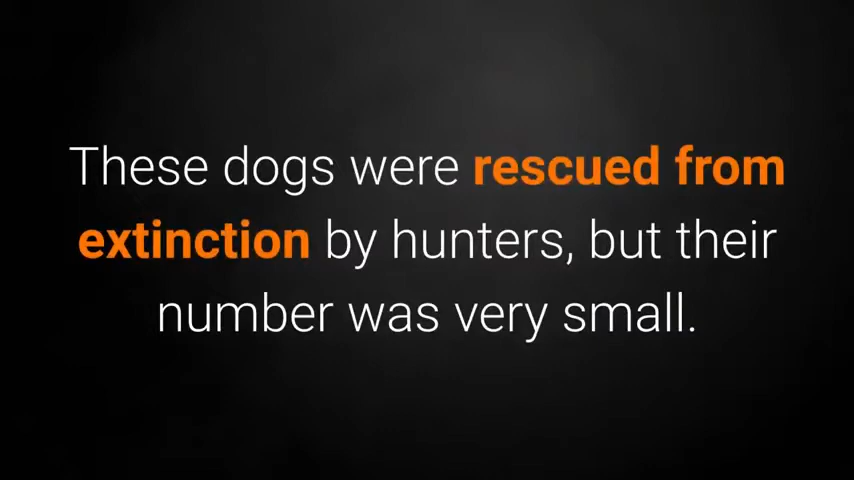 These dogs were rescued from
extinction by hunters, but their
number was very small.